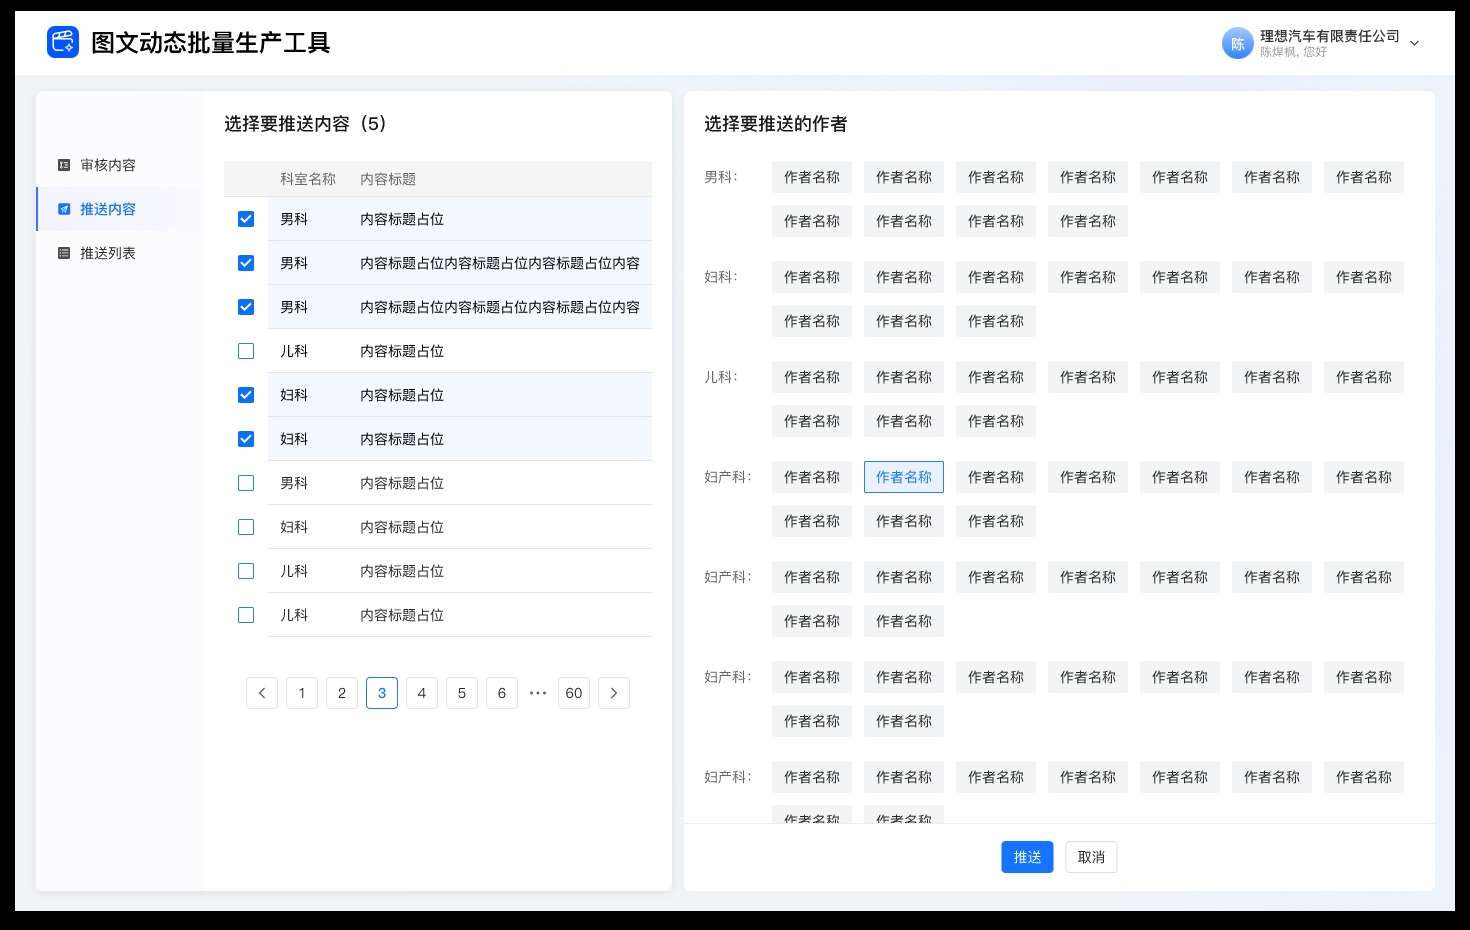 图文动态批量生产工具
陈
理想汽车有限责任公司
陈焊枫, 您好
审核内容
推送内容
推送列表
选择要推送内容（5）
科室名称 内容标题
男科 内容标题占位
男科 内容标题占位内容标题占位内容标题占位内容
男科 内容标题占位内容标题占位内容标题占位内容
儿科 内容标题占位
妇科 内容标题占位
妇科 内容标题占位
男科 内容标题占位
妇科 内容标题占位
儿科 内容标题占位
儿科 内容标题占位
1 2 3 4 5 6 ··· 60
选择要推送的作者
男科： 作者名称 作者名称 作者名称 作者名称 作者名称 作者名称 作者名称
作者名称 作者名称 作者名称 作者名称
妇科： 作者名称 作者名称 作者名称 作者名称 作者名称 作者名称 作者名称
作者名称 作者名称 作者名称
儿科： 作者名称 作者名称 作者名称 作者名称 作者名称 作者名称 作者名称
作者名称 作者名称 作者名称
妇产科： 作者名称 作者名称 作者名称 作者名称 作者名称 作者名称 作者名称
作者名称 作者名称 作者名称
妇产科： 作者名称 作者名称 作者名称 作者名称 作者名称 作者名称 作者名称
作者名称 作者名称
妇产科： 作者名称 作者名称 作者名称 作者名称 作者名称 作者名称 作者名称
作者名称 作者名称
妇产科： 作者名称 作者名称 作者名称 作者名称 作者名称 作者名称 作者名称
作者名称 作者名称
推送 取消